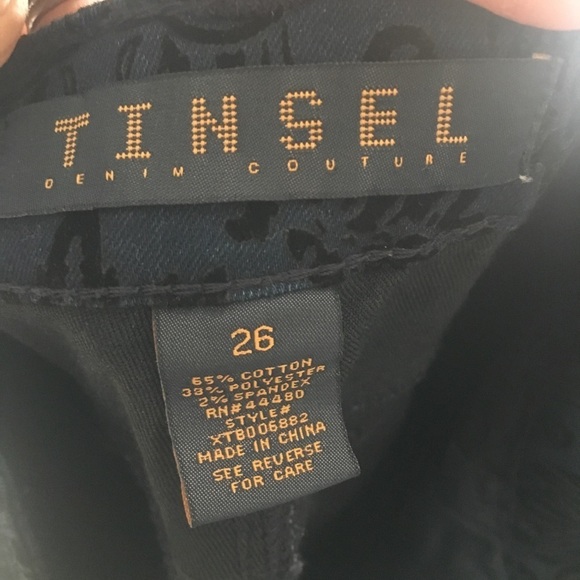 TINSEL
DENIM COUTURE
26
65% COTTON
33% POLYESTER
2% SPANDEX
RN#44480
STYLE#
XTB006882
MADE IN CHINA
SEE REVERSE
FOR CARE